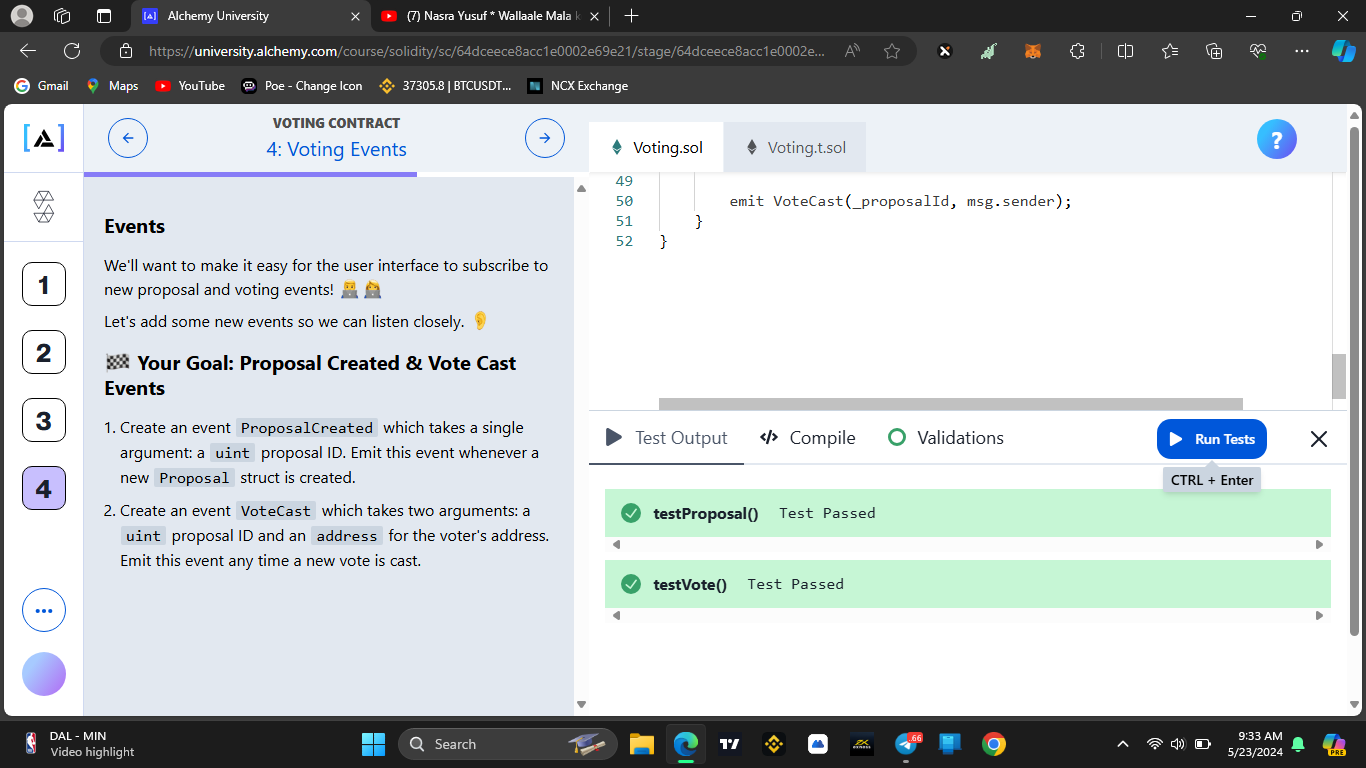 Alchemy University
(7) Nasra Yusuf * Wallaale Mala
https://university.alchemy.com/course/solidity/sc/64dceece8acc1e0002e69e21/stage/64dceece8acc1e0002e...
Gmail
Maps
YouTube
Poe - Change Icon
37305.8 | BTCUSDT...
NCX Exchange
VOTING CONTRACT
4: Voting Events
1
2
3
4
Events
We'll want to make it easy for the user interface to subscribe to
new proposal and voting events! 👨‍💻 🙋
Let's add some new events so we can listen closely. 👂
🏁 Your Goal: Proposal Created & Vote Cast
Events
1. Create an event ProposalCreated which takes a single
argument: a uint proposal ID. Emit this event whenever a
new Proposal struct is created.
2. Create an event VoteCast which takes two arguments: a
uint proposal ID and an address for the voter's address.
Emit this event any time a new vote is cast.
Voting.sol
Voting.t.sol
?
49
50 emit VoteCast(_proposalId, msg.sender);
51 }
52 }
Test Output
Compile
Validations
Run Tests
CTRL + Enter
testProposal() Test Passed
testVote() Test Passed
DAL - MIN
Video highlight
Search
.66
PRE
9:33 AM
5/23/2024